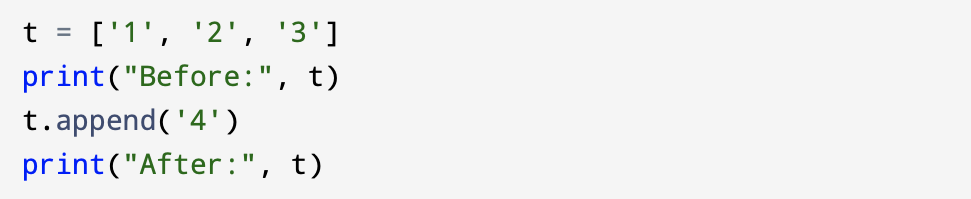 t = ['1', '2', '3']
print("Before:", t)
t.append('4')
print("After:", t)